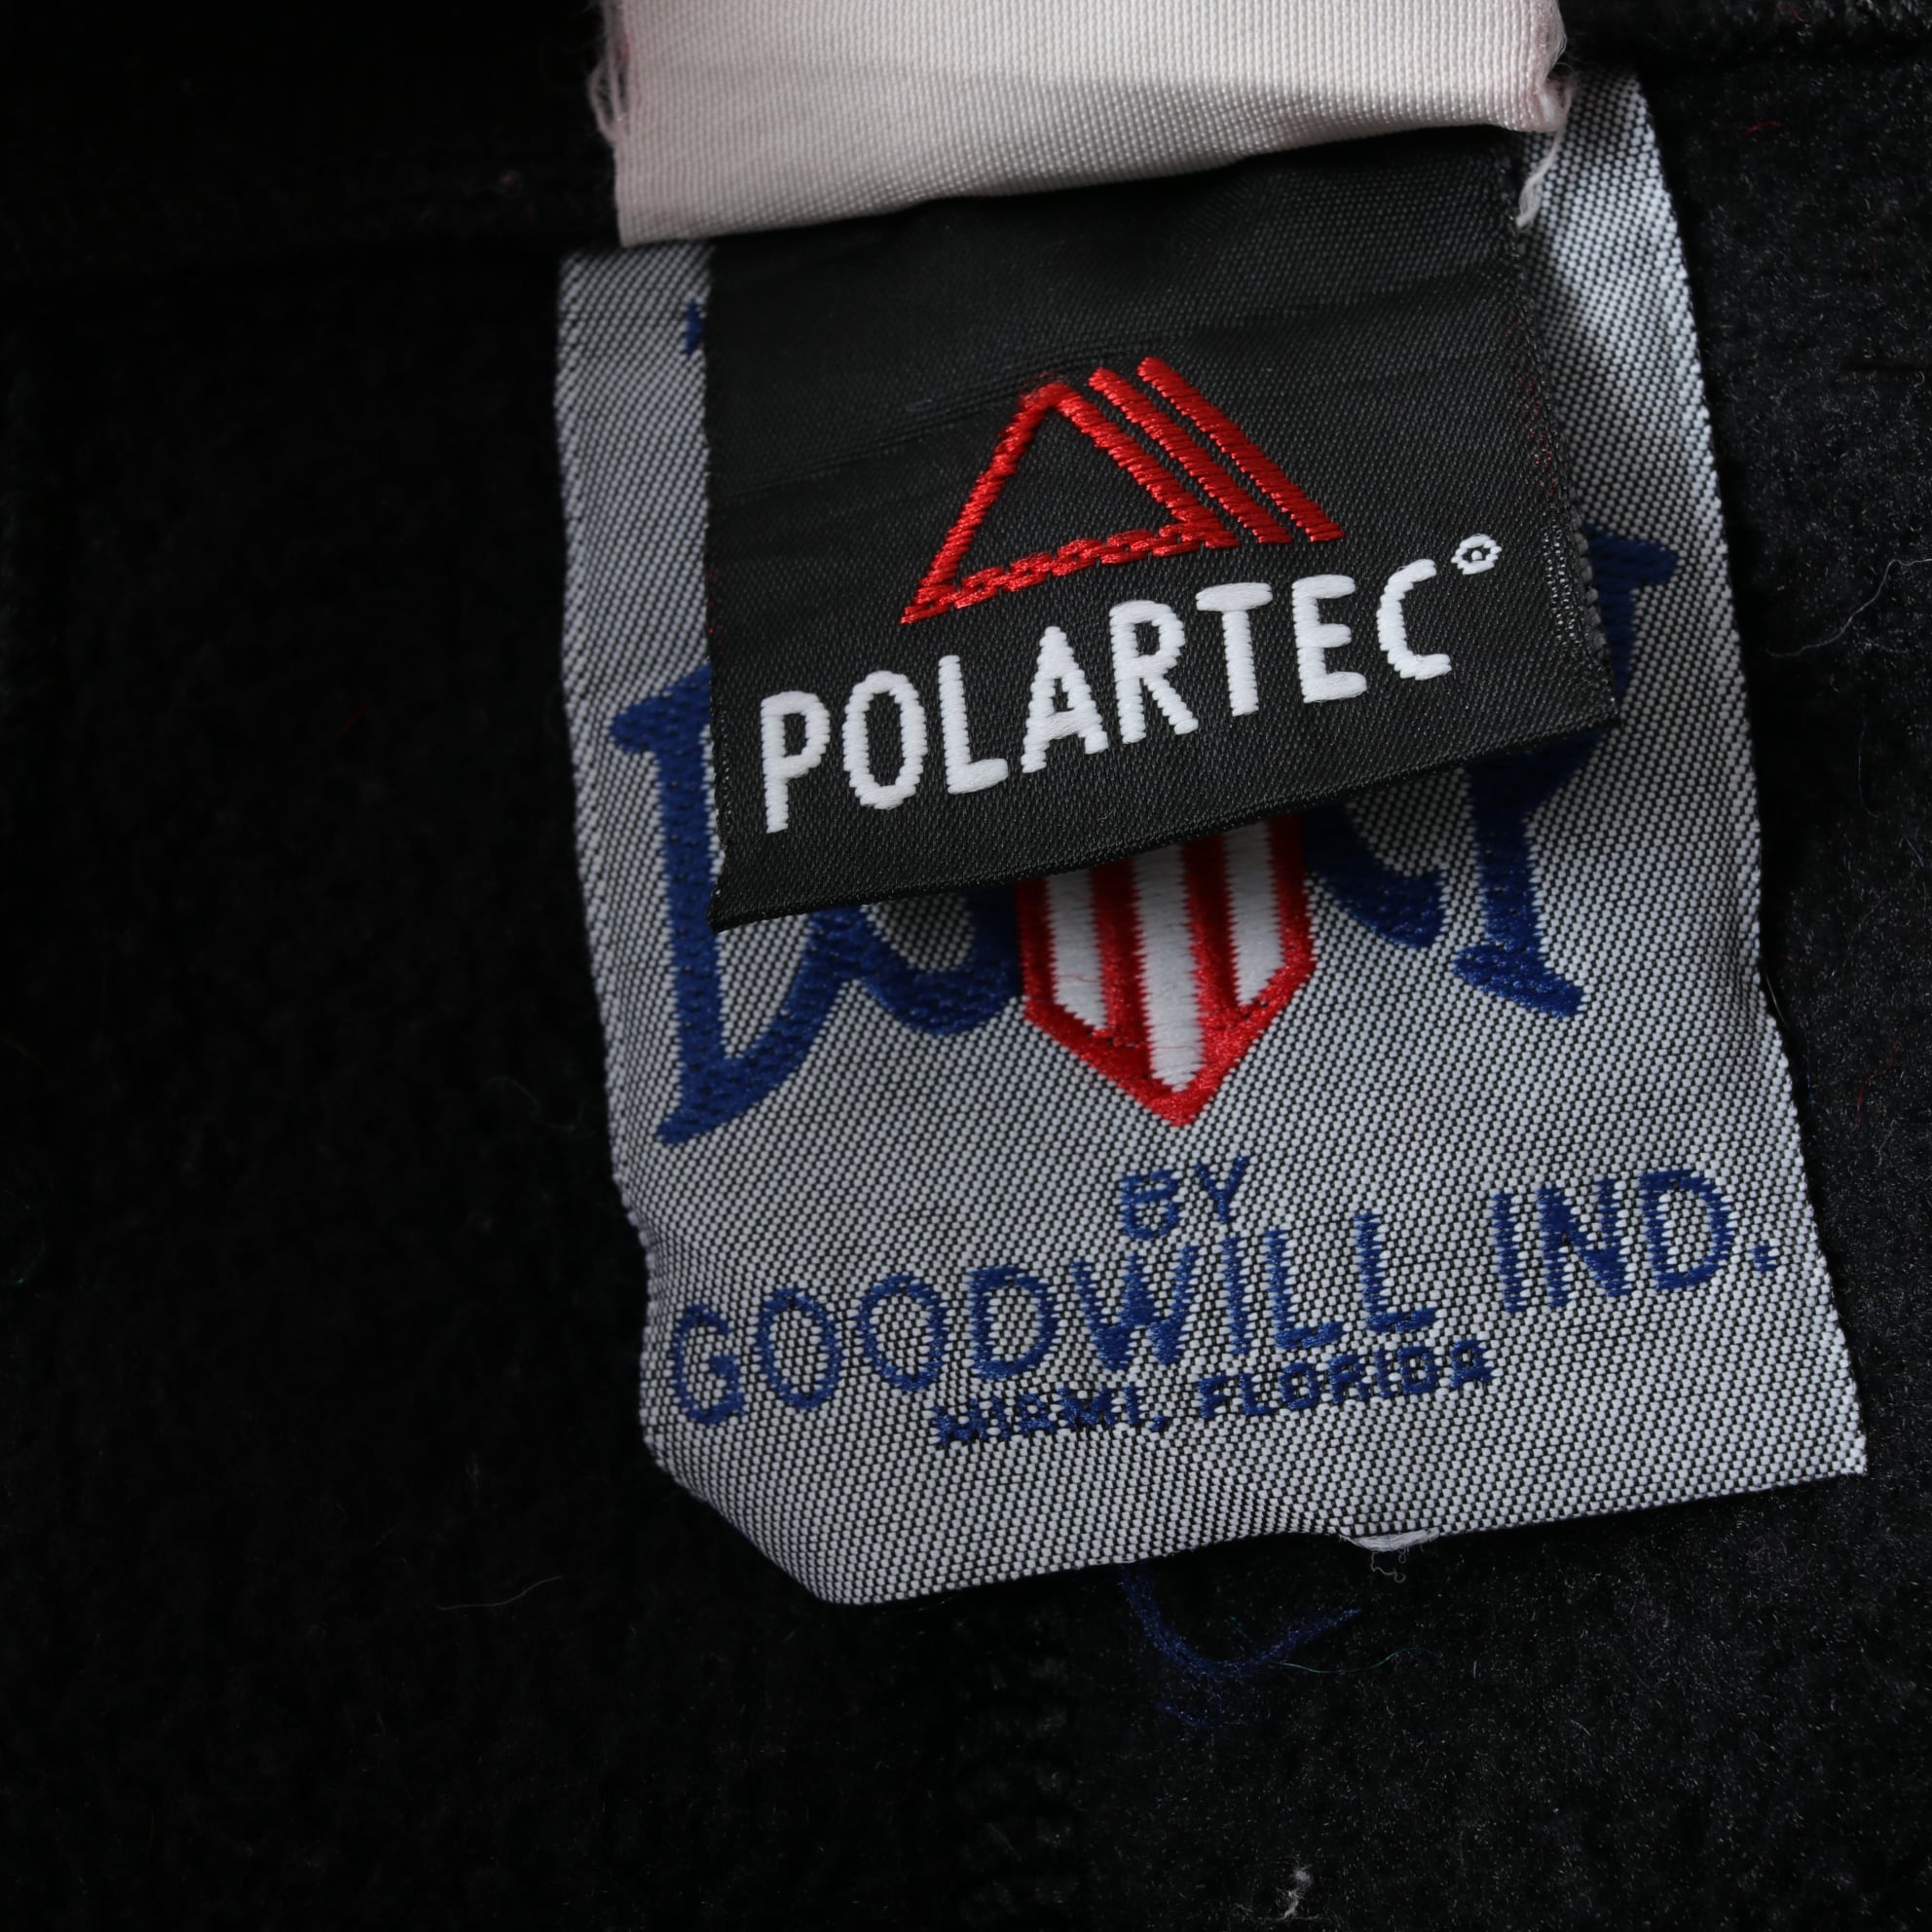 POLARTEC®
BY
GOODWILL IND.
MIAMI, FLORIDA